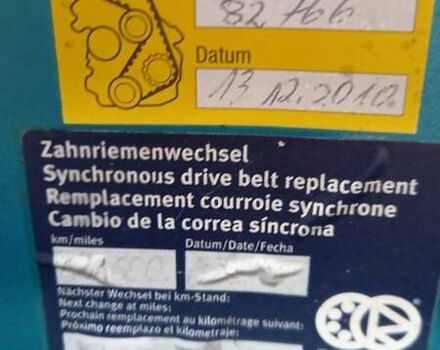 82 766
Datum
13.12.2010
Zahnriemenwechsel
Synchronous drive belt replacement
Remplacement courroie synchrone
Cambio de la correa síncrona
km/miles Datum/Date/Fecha
Nächster Wechsel bei km-Stand:
Next change at miles:
Prochain remplacement au kilométrage suivant:
Próximo reemplazo el kilometraje: